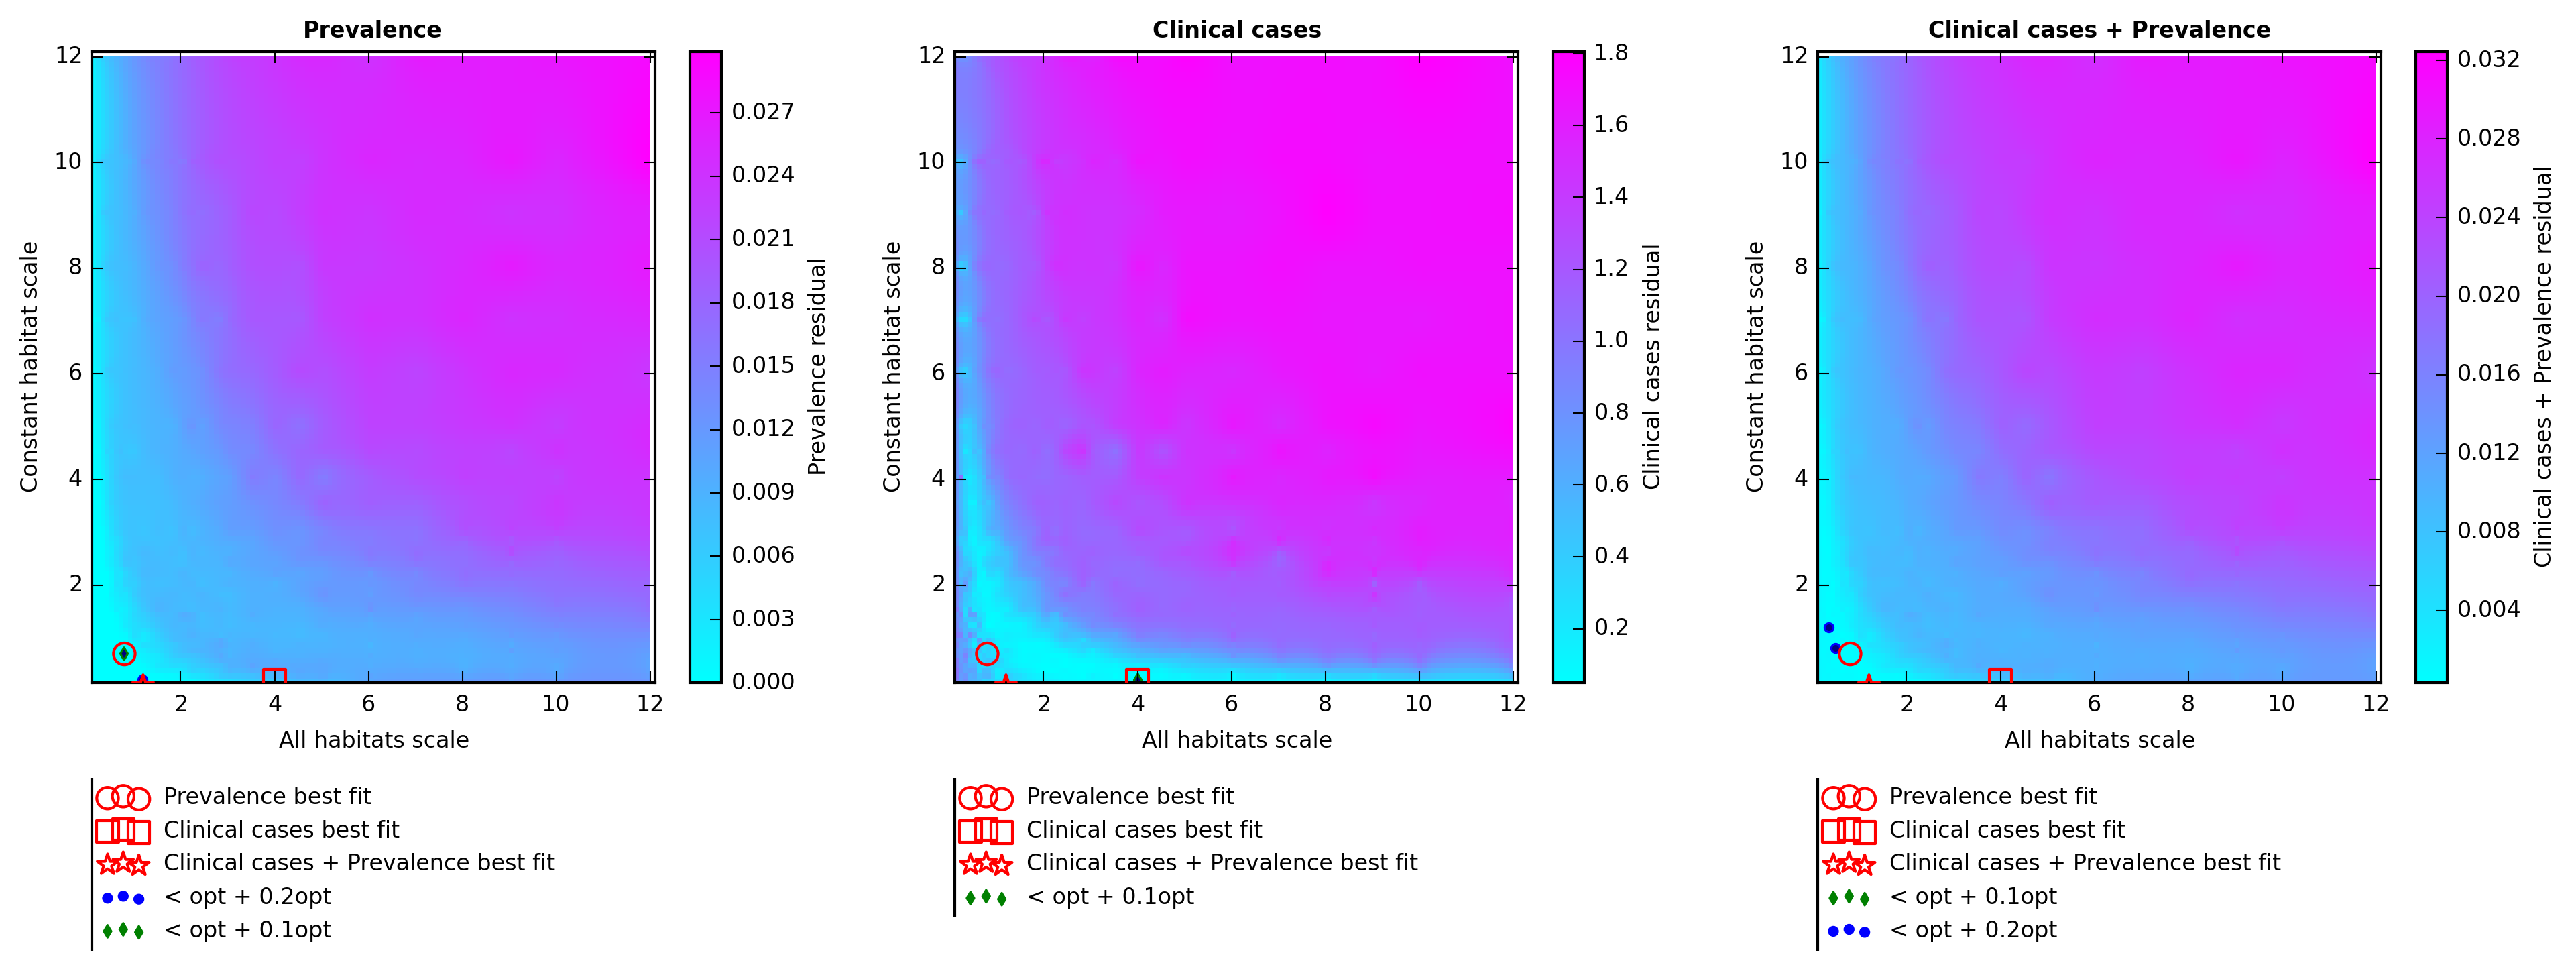 Prevalence
12
10
8
6
4
2
Constant habitat scale
2 4 6 8 10 12
All habitats scale
0.027
0.024
0.021
0.018
0.015
0.012
0.009
0.006
0.003
0.000
Prevalence residual
Prevalence best fit
Clinical cases best fit
Clinical cases + Prevalence best fit
< opt + 0.2opt
< opt + 0.1opt
Clinical cases
12
10
8
6
4
2
Constant habitat scale
2 4 6 8 10 12
All habitats scale
1.8
1.6
1.4
1.2
1.0
0.8
0.6
0.4
0.2
Clinical cases residual
Prevalence best fit
Clinical cases best fit
Clinical cases + Prevalence best fit
< opt + 0.1opt
Clinical cases + Prevalence
12
10
8
6
4
2
Constant habitat scale
2 4 6 8 10 12
All habitats scale
0.032
0.028
0.024
0.020
0.016
0.012
0.008
0.004
Clinical cases + Prevalence residual
Prevalence best fit
Clinical cases best fit
Clinical cases + Prevalence best fit
< opt + 0.1opt
< opt + 0.2opt